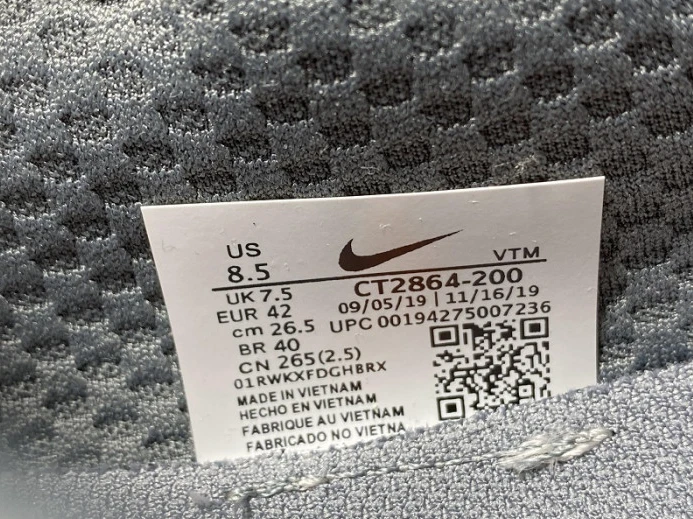 US
8.5
VTM
UK 7.5
CT2864-200
EUR 42
09/05/19 | 11/16/19
cm 26.5
UPC 00194275007236
BR 40
CN 265(2.5)
01RWKXFDGHBRX
MADE IN VIETNAM
HECHO EN VIETNAM
FABRIQUE AU VIETNAM
FABRICADO NO VIETNA